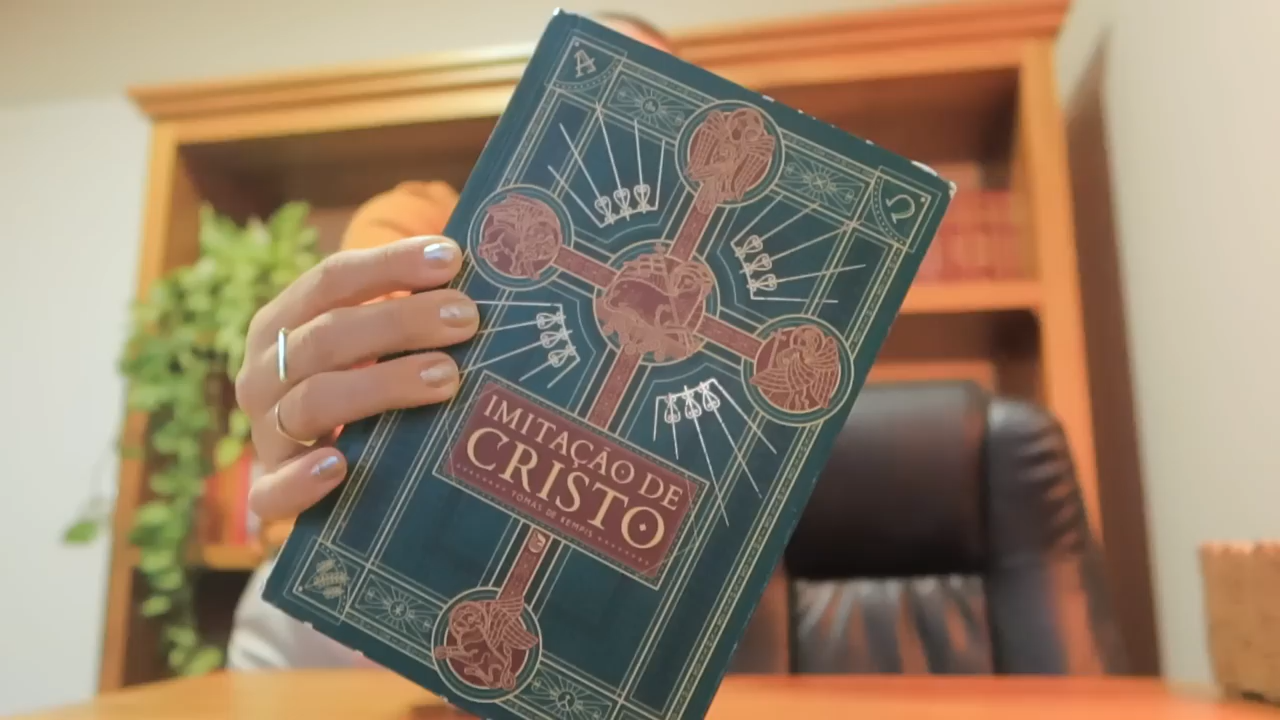 A
Ω
IMITAÇÃO DE
CRISTO
TOMÁS DE KEMPIS